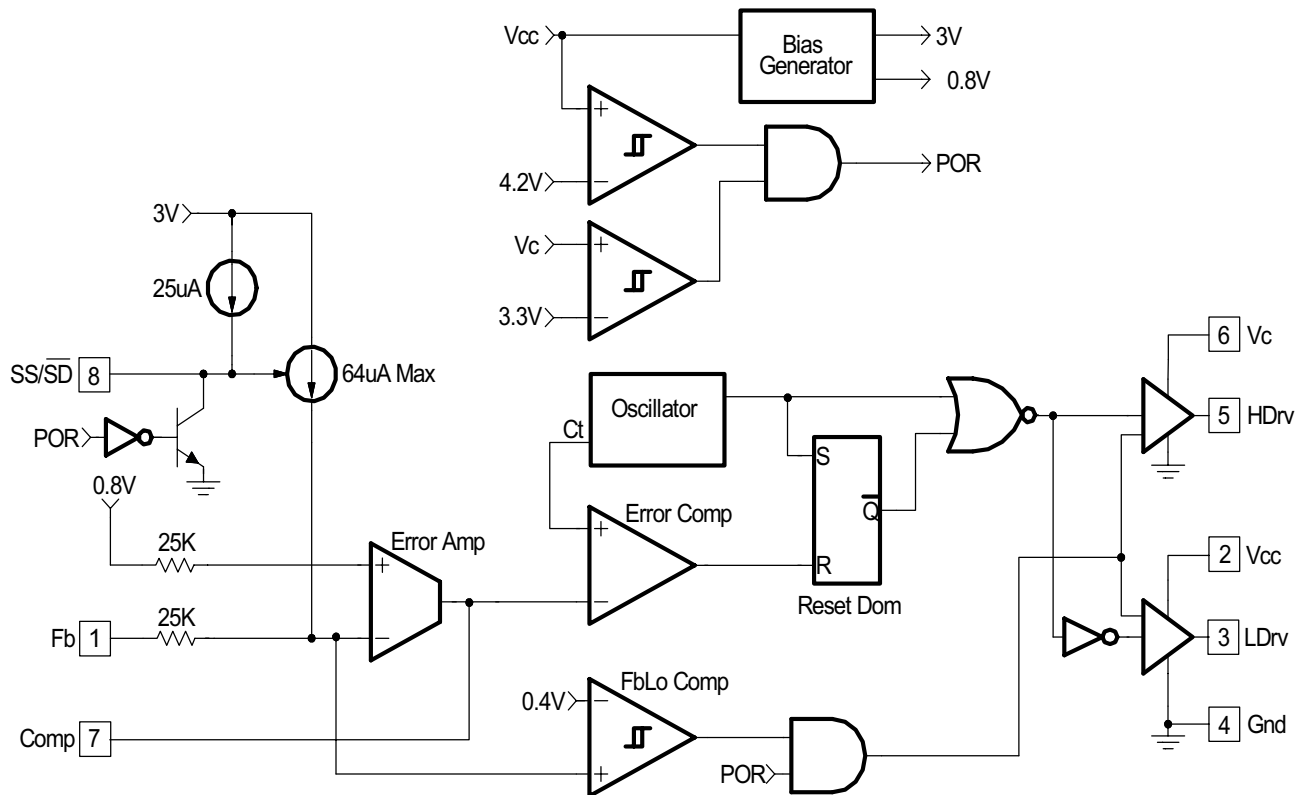 Vcc
Bias
Generator
3V
0.8V
+
4.2V
−
POR
3V
Vc
+
25uA
3.3V
−
SS/SD
8
64uA Max
6
Vc
Oscillator
5
HDrv
Ct
POR
S
0.8V
Q
Error Comp
+
25K
Error Amp
+
R
2
Vcc
−
Reset Dom
25K
Fb
1
−
3
LDrv
FbLo Comp
0.4V
−
4
Gnd
Comp
7
+
POR